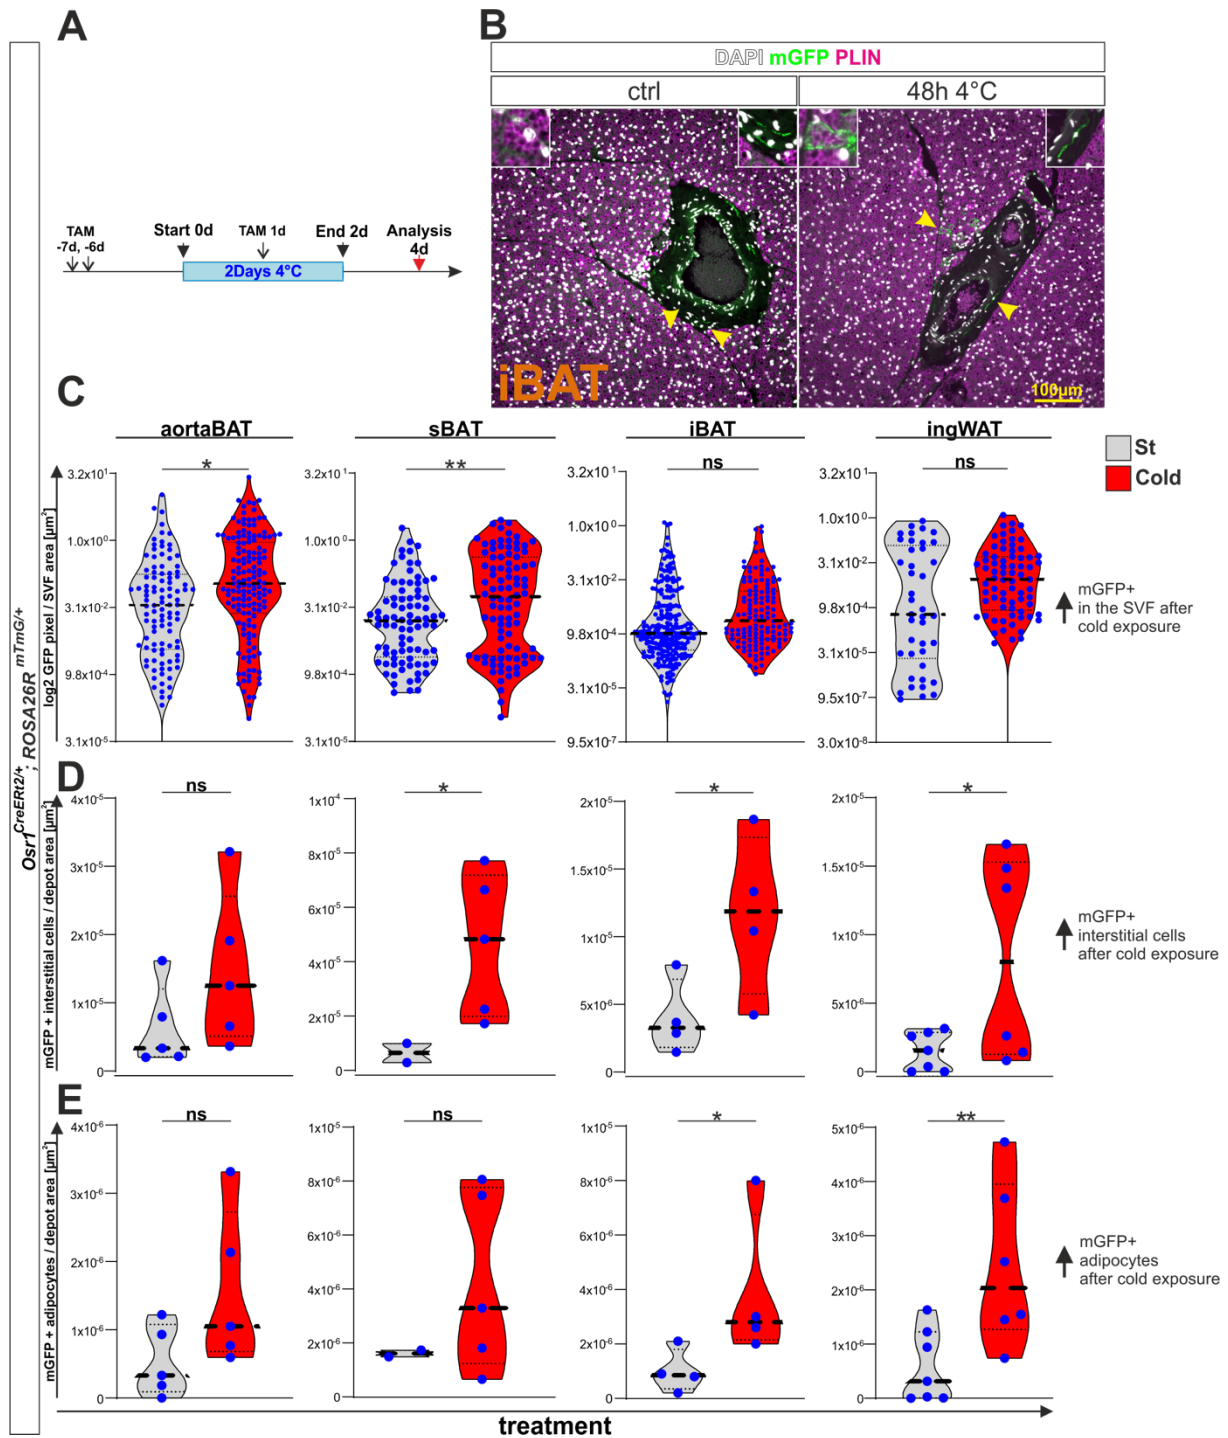 A
TAM
-7d, -6d
Start 0d
TAM 1d
End 2d
Analysis
4d
2Days 4°C
B
DAPI mGFP PLIN
ctrl
48h 4°C
iBAT
100µm
Osr1CreERt2/+; ROSA26R mTmG/+
C
aortaBAT
sBAT
iBAT
ingWAT
St
Cold
log2 GFP pixel / SVF area [µm²]
*
3.2x10¹
1.0x10⁰
3.1x10⁻²
9.8x10⁻⁴
3.1x10⁻⁵
**
3.2x10¹
1.0x10⁰
3.1x10⁻²
9.8x10⁻⁴
3.1x10⁻⁵
ns
3.2x10¹
1.0x10⁰
3.1x10⁻²
9.8x10⁻⁴
3.1x10⁻⁵
9.5x10⁻⁷
ns
3.2x10¹
1.0x10⁰
3.1x10⁻²
9.8x10⁻⁴
3.1x10⁻⁵
9.5x10⁻⁷
3.0x10⁻⁸
mGFP+
in the SVF after
cold exposure
D
mGFP + interstitial cells / depot area [µm²]
ns
4x10⁻⁵
3x10⁻⁵
2x10⁻⁵
1x10⁻⁵
0
*
1x10⁻⁴
8x10⁻⁵
6x10⁻⁵
4x10⁻⁵
2x10⁻⁵
0
*
2x10⁻⁵
1.5x10⁻⁵
1x10⁻⁵
5x10⁻⁶
0
*
2x10⁻⁵
1.5x10⁻⁵
1x10⁻⁵
5x10⁻⁶
0
mGFP+
interstitial cells
after cold exposure
E
mGFP + adipocytes / depot area [µm²]
ns
4x10⁻⁶
3x10⁻⁶
2x10⁻⁶
1x10⁻⁶
0
ns
1x10⁻⁵
8x10⁻⁶
6x10⁻⁶
4x10⁻⁶
2x10⁻⁶
0
*
1x10⁻⁵
8x10⁻⁶
6x10⁻⁶
4x10⁻⁶
2x10⁻⁶
0
**
5x10⁻⁶
4x10⁻⁶
3x10⁻⁶
2x10⁻⁶
1x10⁻⁶
0
mGFP+
adipocytes
after cold exposure
treatment